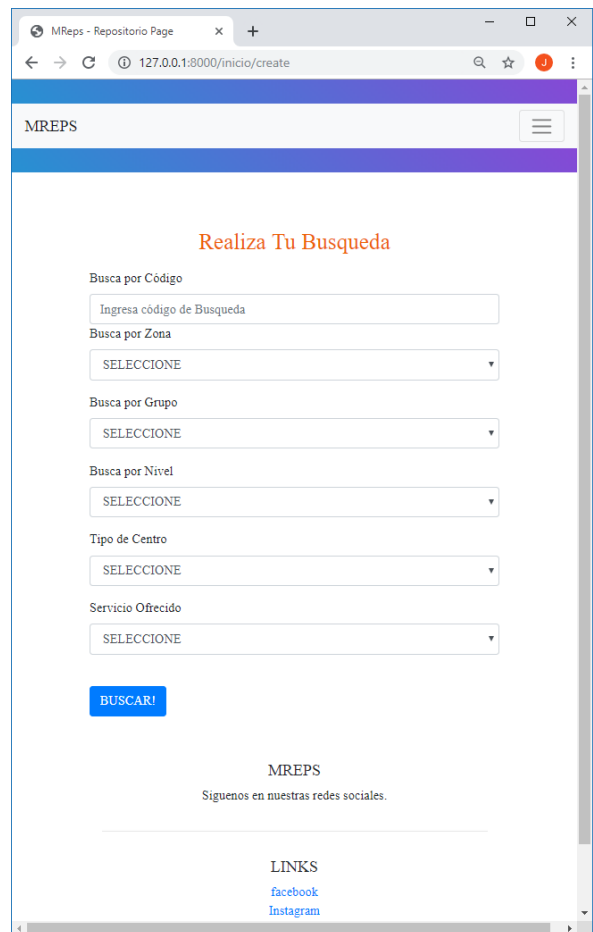 MReps - Repositorio Page
127.0.0.1:8000/inicio/create
J
MREPS
Realiza Tu Busqueda
Busca por Código
Ingresa código de Busqueda
Busca por Zona
SELECCIONE
Busca por Grupo
SELECCIONE
Busca por Nivel
SELECCIONE
Tipo de Centro
SELECCIONE
Servicio Ofrecido
SELECCIONE
BUSCAR!
MREPS
Siguenos en nuestras redes sociales.
LINKS
facebook
Instagram